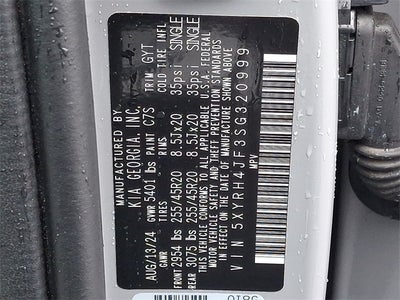 MANUFACTURED BY
KIA GEORGIA, INC.
AUG/13/24 GVWR 5401 lbs PAINT C7S TRIM GYT
GAWR COLD TIRE INFL.
FRONT 2954 lbs 255/45R20 8.5Jx20 35psi SINGLE
REAR 3075 lbs 255/45R20 8.5Jx20 35psi SINGLE
THIS VEHICLE CONFORMS TO ALL APPLICABLE U.S.A. FEDERAL
MOTOR VEHICLE SAFETY AND THEFT PREVENTION STANDARDS
IN EFFECT ON THE DATE OF MANUFACTURE SHOWN ABOVE.
VIN 5XYRH4JF3SG320999
MPV